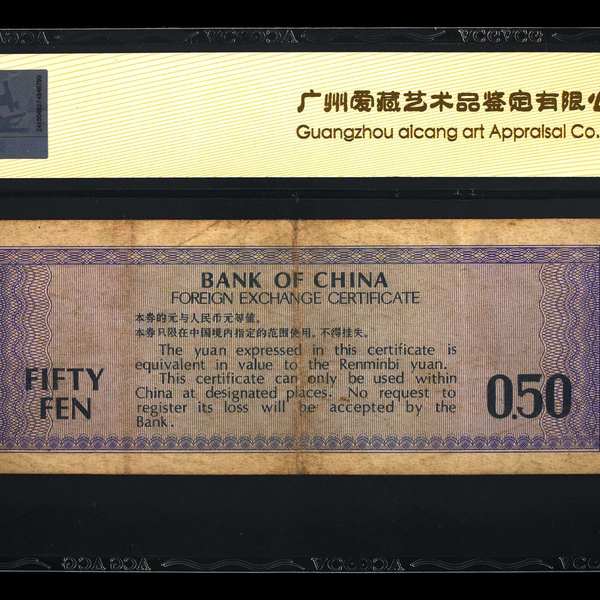 广州爱藏艺术品鉴定有限公
Guangzhou aicang art Appraisal Co.
BANK OF CHINA
FOREIGN EXCHANGE CERTIFICATE
本券的元与人民币元等值。
本券只限在中国境内指定的范围使用。不得挂失。
The yuan expressed in this certificate is
equivalent in value to the Renminbi yuan.
This certificate can only be used within
China at designated places. No request to
register its loss will be accepted by the
Bank.
FIFTY
FEN
0.50